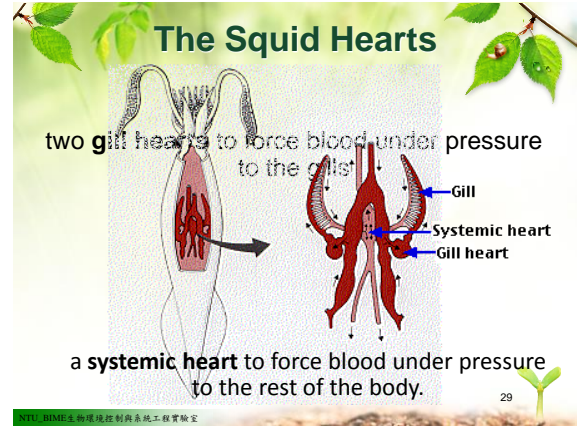 The Squid Hearts
two gill hearts to force blood under pressure
to the gills
Gill
Systemic heart
Gill heart
a systemic heart to force blood under pressure
to the rest of the body.
29
NTU_BIME生物環境控制與系統工程實驗室